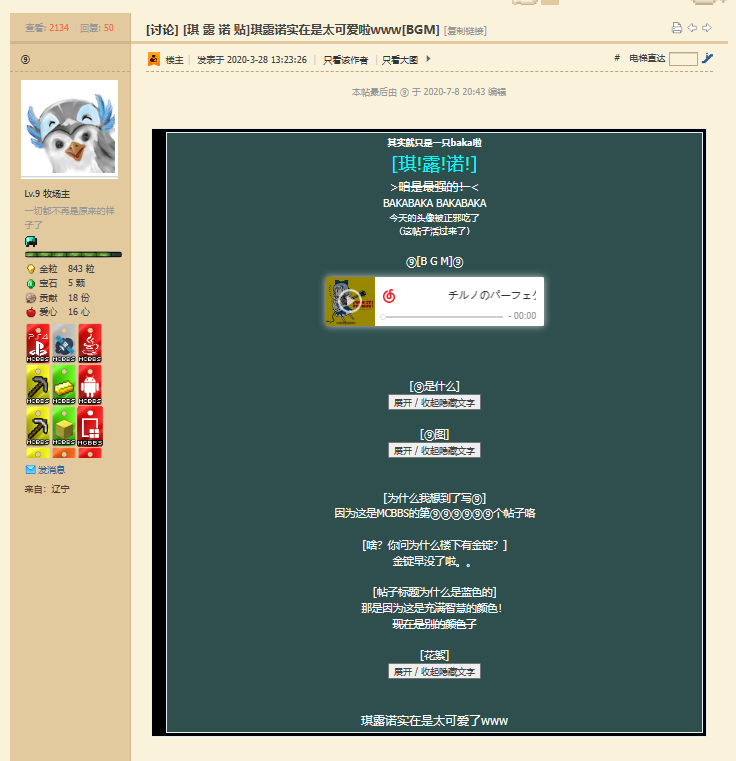 查看: 2134 回复: 50
[讨论] [琪 露 诺 贴]琪露诺实在是太可爱啦www[BGM] [复制链接]
⑨
楼主 发表于 2020-3-28 13:23:26 只看该作者 只看大图
# 电梯直达
本帖最后由 ⑨ 于 2020-7-8 20:43 编辑
Lv.9 牧场主
一切都不再是原来的样
子了
金粒 843 粒
宝石 5 颗
贡献 18 份
爱心 16 心
PS4
MCBBS MCBBS MCBBS
MCBBS MCBBS MCBBS
MCBBS MCBBS MCBBS
发消息
来自: 辽宁
其实就只是一只baka啦
[琪!露!诺!]
>咱是最强的!一<
BAKABAKA BAKABAKA
今天的头像被正邪吃了
(这帖子活过来了)
⑨[B G M]⑨
チルノのパーフェク
- 00:00
[⑨是什么]
展开 / 收起隐藏文字
[⑨图]
展开 / 收起隐藏文字
[为什么我想到了写⑨]
因为这是MCBBS的第⑨⑨⑨⑨⑨⑨个帖子咯
[啥? 你问为什么楼下有金锭? ]
金锭早没了啦。。
[帖子标题为什么是蓝色的]
那是因为这是充满智慧的颜色!
现在是别的颜色子
[花絮]
展开 / 收起隐藏文字
琪露诺实在是太可爱了www